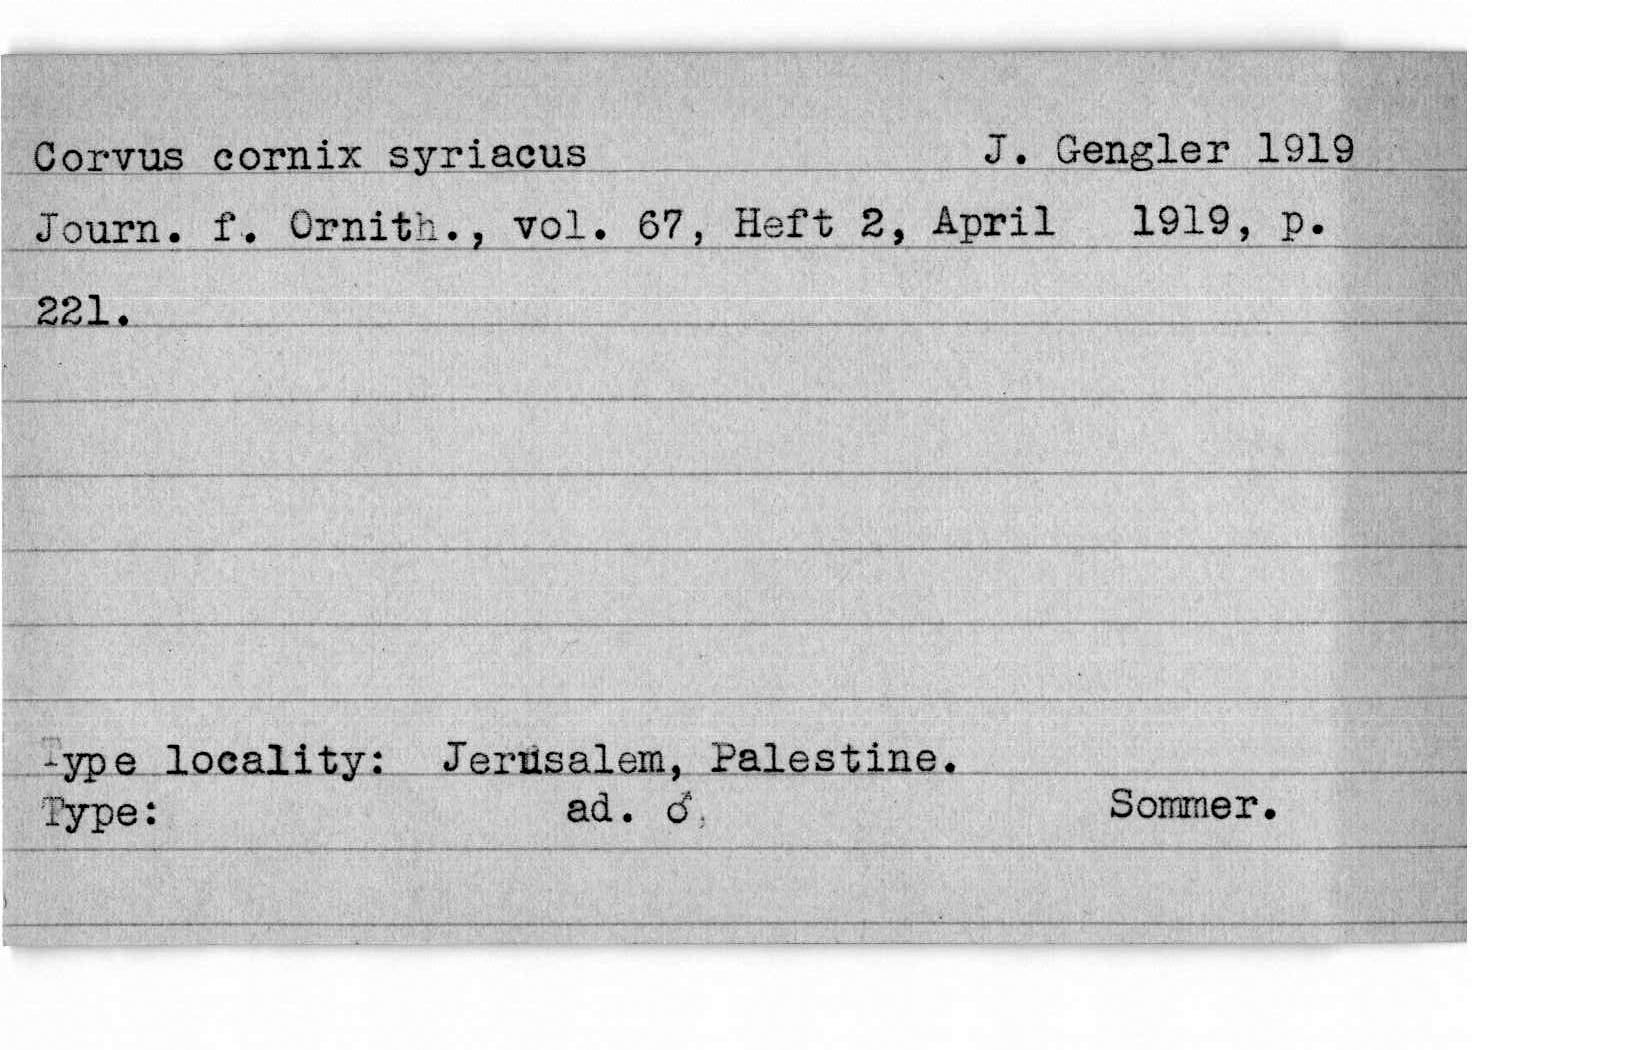 Corvus cornix syriacus J. Gengler 1919
Journ. f. Ornith., vol. 67, Heft 2, April 1919, p.
221.
Type locality: Jerusalem, Palestine.
Type: ad. ♂. Sommer.